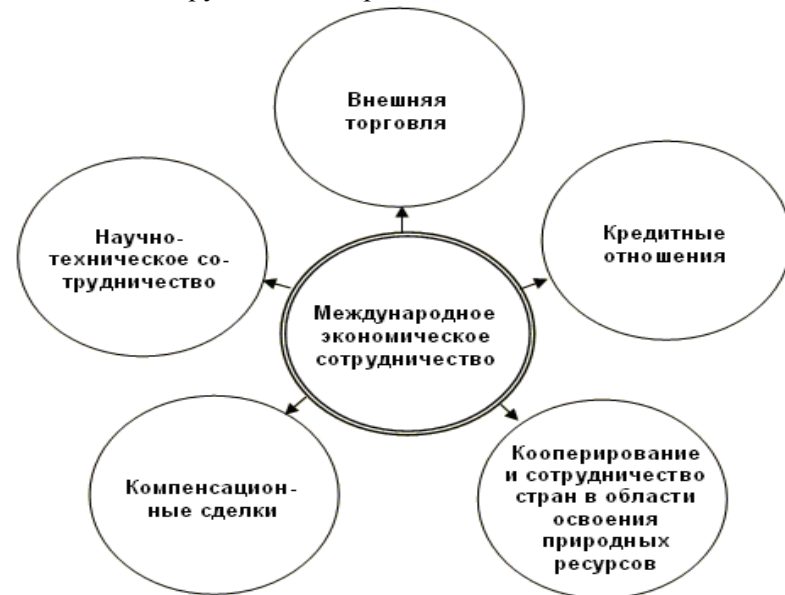 Внешняя
торговля
Научно-
техническое со-
трудничество
Кредитные
отношения
Международное
экономическое
сотрудничество
Компенсацион-
ные сделки
Кооперирование
и сотрудничество
стран в области
освоения
природных
ресурсов